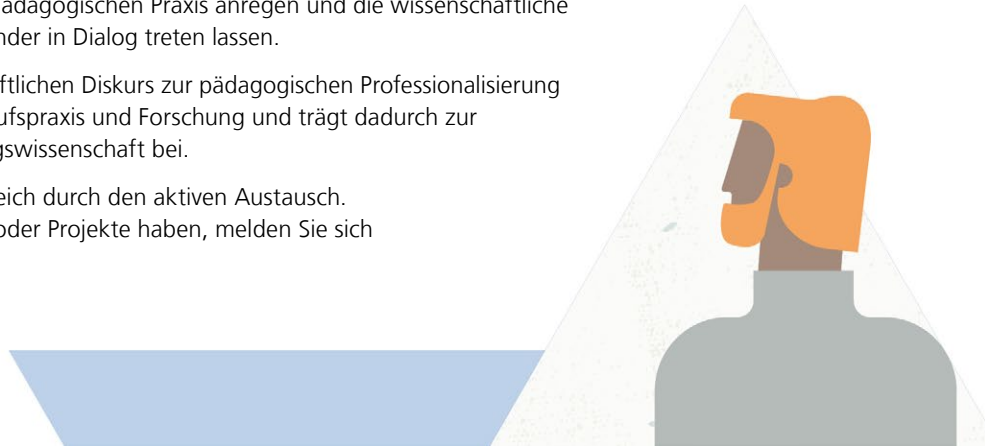 ädagogischen Praxis anregen und die wissenschaftliche
nder in Dialog treten lassen.
ftlichen Diskurs zur pädagogischen Professionalisierung
ufspraxis und Forschung und trägt dadurch zur
gswissenschaft bei.
eich durch den aktiven Austausch.
oder Projekte haben, melden Sie sich